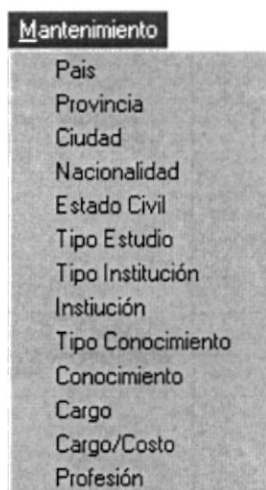 Mantenimiento
Pais
Provincia
Ciudad
Nacionalidad
Estado Civil
Tipo Estudio
Tipo Institución
Instiución
Tipo Conocimiento
Conocimiento
Cargo
Cargo/Costo
Profesión